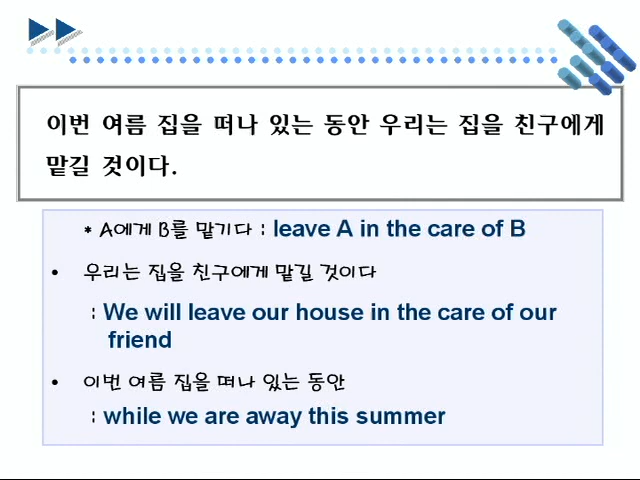 이번 여름 집을 떠나 있는 동안 우리는 집을 친구에게
맡길 것이다.
* A에게 B를 맡기다 : leave A in the care of B
• 우리는 집을 친구에게 맡길 것이다
: We will leave our house in the care of our
friend
• 이번 여름 집을 떠나 있는 동안
: while we are away this summer